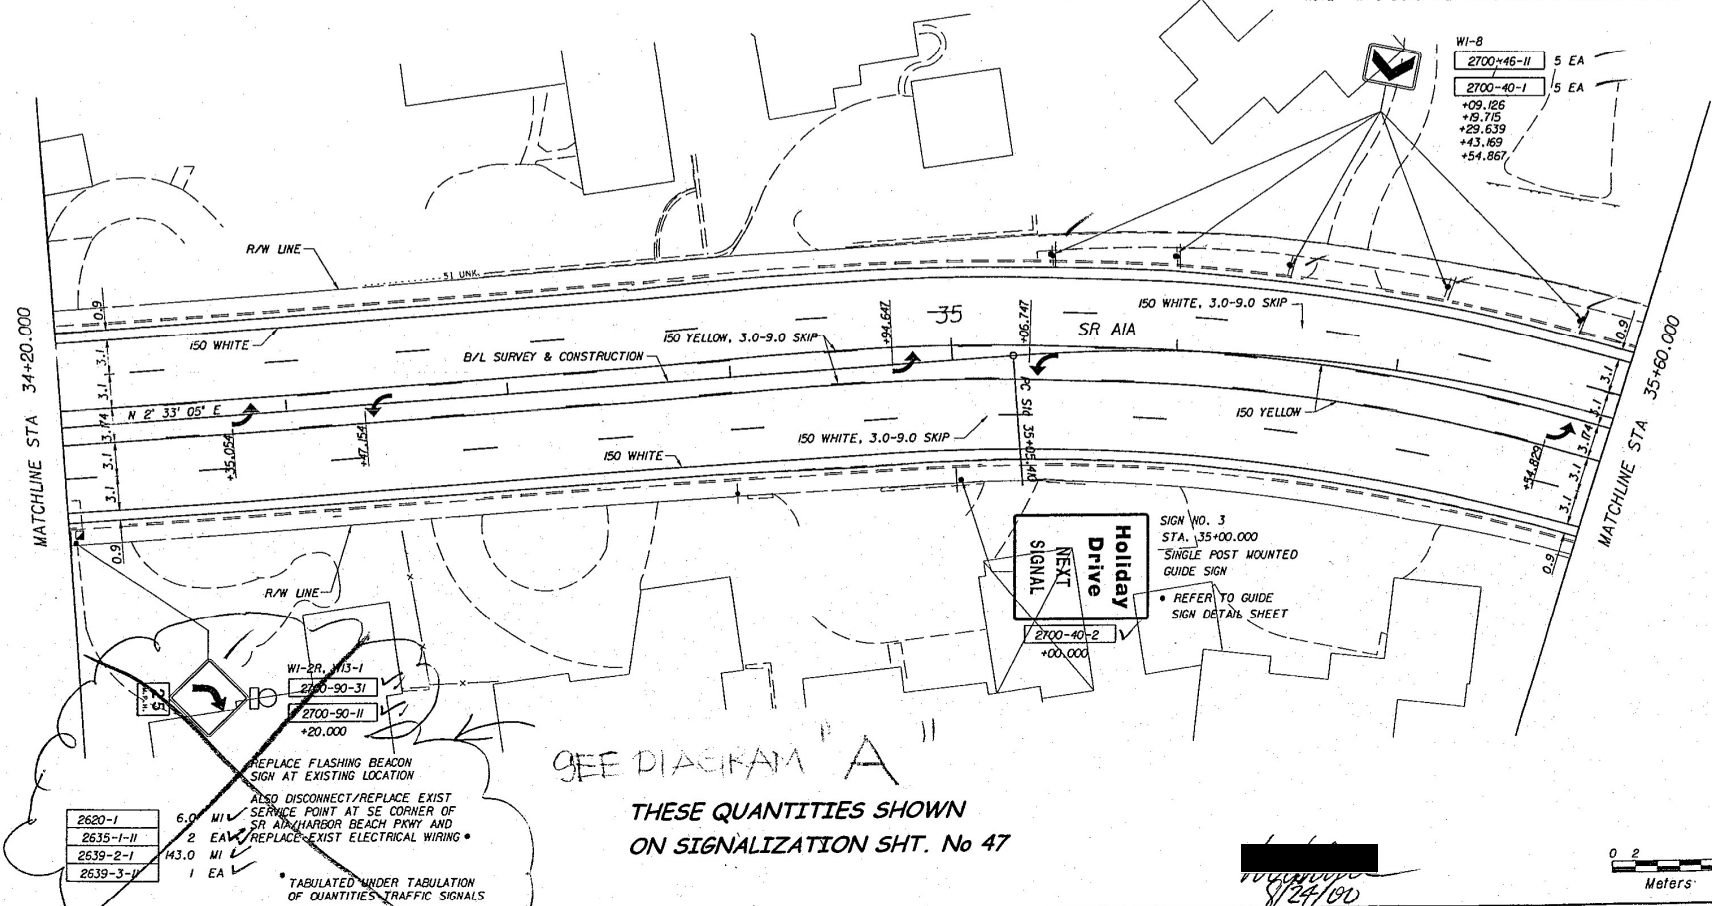 W1-8
2700-46-11 5 EA
2700-40-1 5 EA
+09.126
+19.715
+29.639
+43.169
+54.867
R/W LINE
51 UNK.
MATCHLINE STA 34+20.000
0.9
3.1
3.1
3.174
3.1
3.1
0.9
150 WHITE
150 YELLOW, 3.0-9.0 SKIP
B/L SURVEY & CONSTRUCTION
N 2° 33' 05" E
+35.054
+47.154
+94.647
35
+06.747
SR A1A
150 WHITE, 3.0-9.0 SKIP
PC Sta 35+05.410
150 WHITE, 3.0-9.0 SKIP
150 WHITE
150 YELLOW
+54.829
0.9
3.1
3.1
3.174
3.1
3.1
0.9
MATCHLINE STA 35+60.000
R/W LINE
Holiday
Drive
NEXT
SIGNAL
2700-40-2
+00.000
SIGN NO. 3
STA. 35+00.000
SINGLE POST MOUNTED
GUIDE SIGN
• REFER TO GUIDE
SIGN DETAIL SHEET
W1-2R, W13-1
2700-90-31
2700-90-11
+20.000
25
M.P.H.
REPLACE FLASHING BEACON
SIGN AT EXISTING LOCATION
ALSO DISCONNECT/REPLACE EXIST
SERVICE POINT AT SE CORNER OF
SR A1A/HARBOR BEACH PKWY AND
REPLACE EXIST ELECTRICAL WIRING •
2620-1 6.0 MI
2635-1-11 2 EA
2639-2-1 143.0 MI
2639-3-11 1 EA
• TABULATED UNDER TABULATION
OF QUANTITIES TRAFFIC SIGNALS
SEE DIAGRAM "A"
THESE QUANTITIES SHOWN
ON SIGNALIZATION SHT. No 47
8/24/00
0 2
Meters